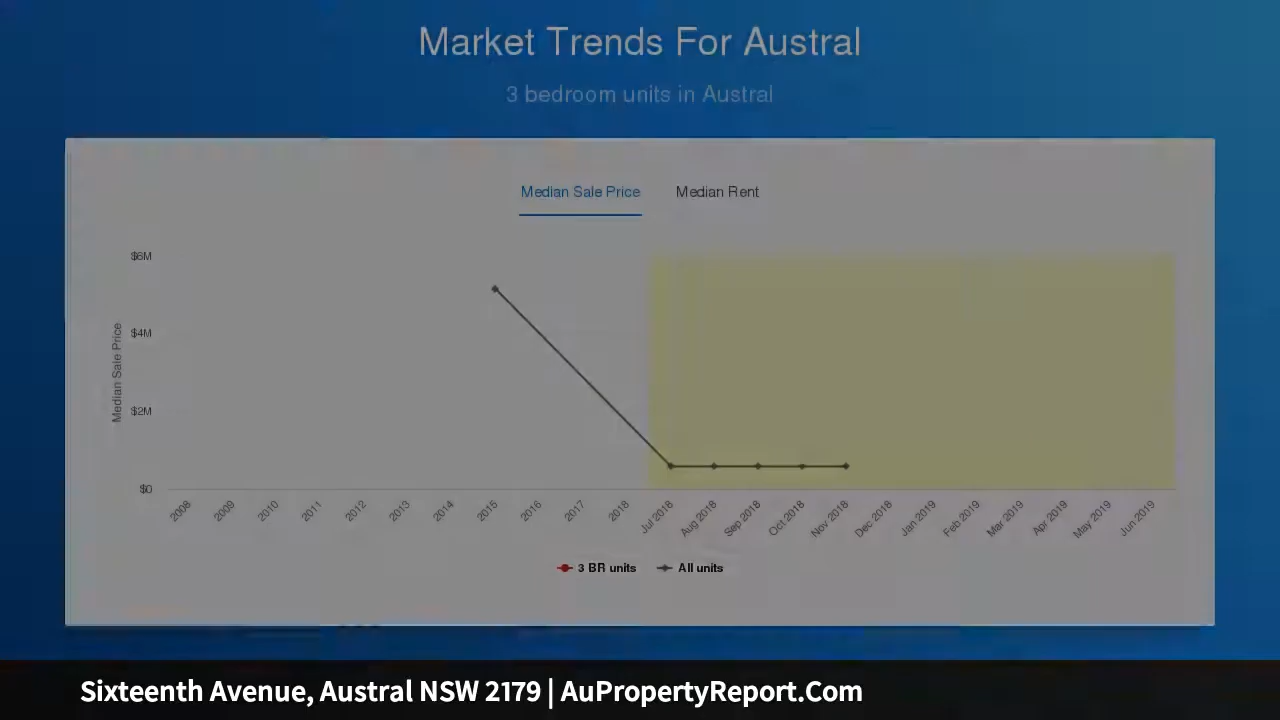 Market Trends For Austral
3 bedroom units in Austral
Median Sale Price Median Rent
$6M
$4M
$2M
$0
Median Sale Price
2008 2009 2010 2011 2012 2013 2014 2015 2016 2017 2018 Jul 2018 Aug 2018 Sep 2018 Oct 2018 Nov 2018 Dec 2018 Jan 2019 Feb 2019 Mar 2019 Apr 2019 May 2019 Jun 2019
3 BR units All units
Sixteenth Avenue, Austral NSW 2179 | AuPropertyReport.Com